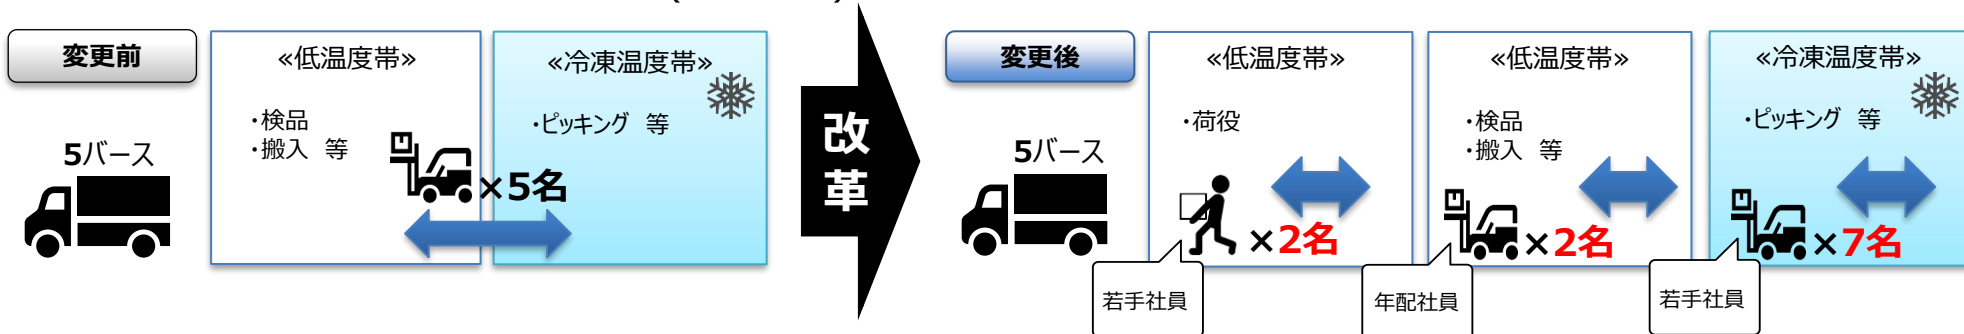 変更前
5バース
≪低温度帯≫
・検品
・搬入 等
×5名
≪冷凍温度帯≫
・ピッキング 等
改
革
変更後
5バース
≪低温度帯≫
・荷役
×2名
若手社員
≪低温度帯≫
・検品
・搬入 等
×2名
年配社員
≪冷凍温度帯≫
・ピッキング 等
×7名
若手社員